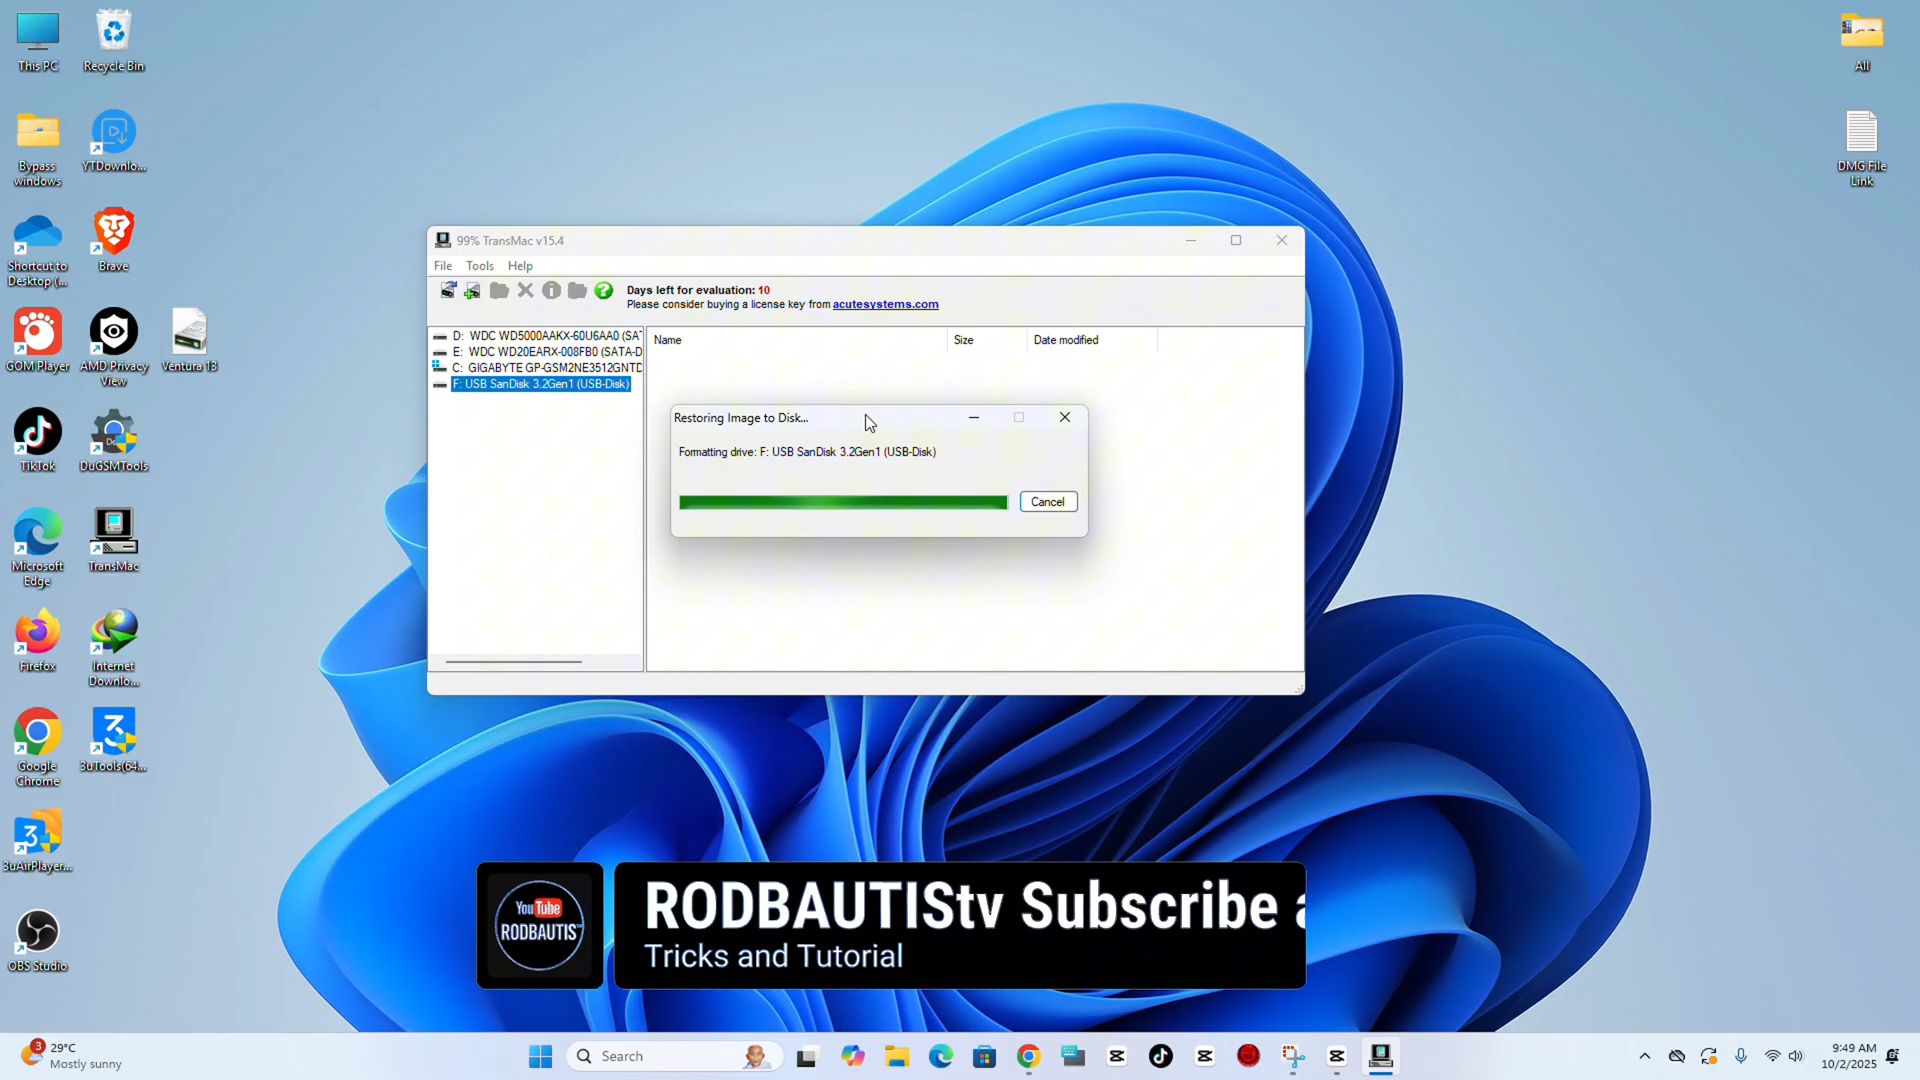 This PC
Recycle Bin
Bypass
windows
YTDownlo...
Shortcut to
Desktop (...
Brave
GOM Player
AMD Privacy
View
Ventura 13
TikTok
DuGSMTools
Microsoft
Edge
TransMac
Firefox
Internet
Downlo...
Google
Chrome
3uTools(64...
3uAirPlayer...
OBS Studio
All
DMG File
Link
99% TransMac v15.4
File Tools Help
Days left for evaluation: 10
Please consider buying a license key from acutesystems.com
D: WDC WD5000AAKX-60U6AA0 (SAT
E: WDC WD20EARX-008FB0 (SATA-D
C: GIGABYTE GP-GSM2NE3512GNTD
F: USB SanDisk 3.2Gen1 (USB-Disk)
Name Size Date modified
Restoring Image to Disk...
Formatting drive: F: USB SanDisk 3.2Gen1 (USB-Disk)
Cancel
YouTube
RODBAUTIS
RODBAUTIStv Subscribe a
Tricks and Tutorial
3
29°C
Mostly sunny
Search
9:49 AM
10/2/2025